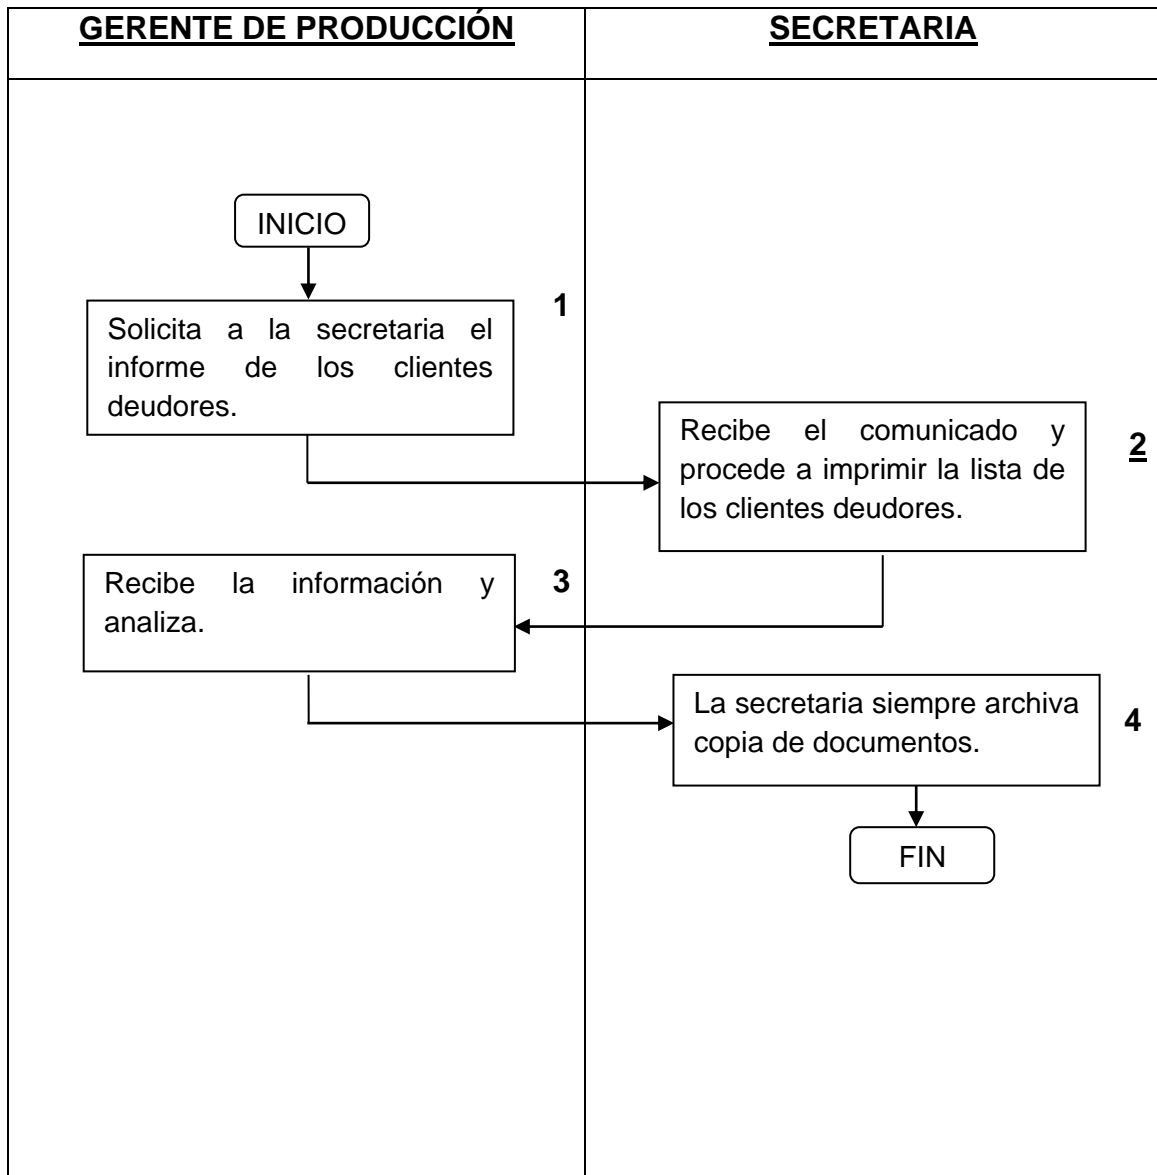 GERENTE DE PRODUCCIÓN
SECRETARIA
INICIO
1
Solicita a la secretaria el
informe de los clientes
deudores.
Recibe el comunicado y
procede a imprimir la lista de
los clientes deudores.
2
Recibe la información y
analiza.
3
La secretaria siempre archiva
copia de documentos.
4
FIN